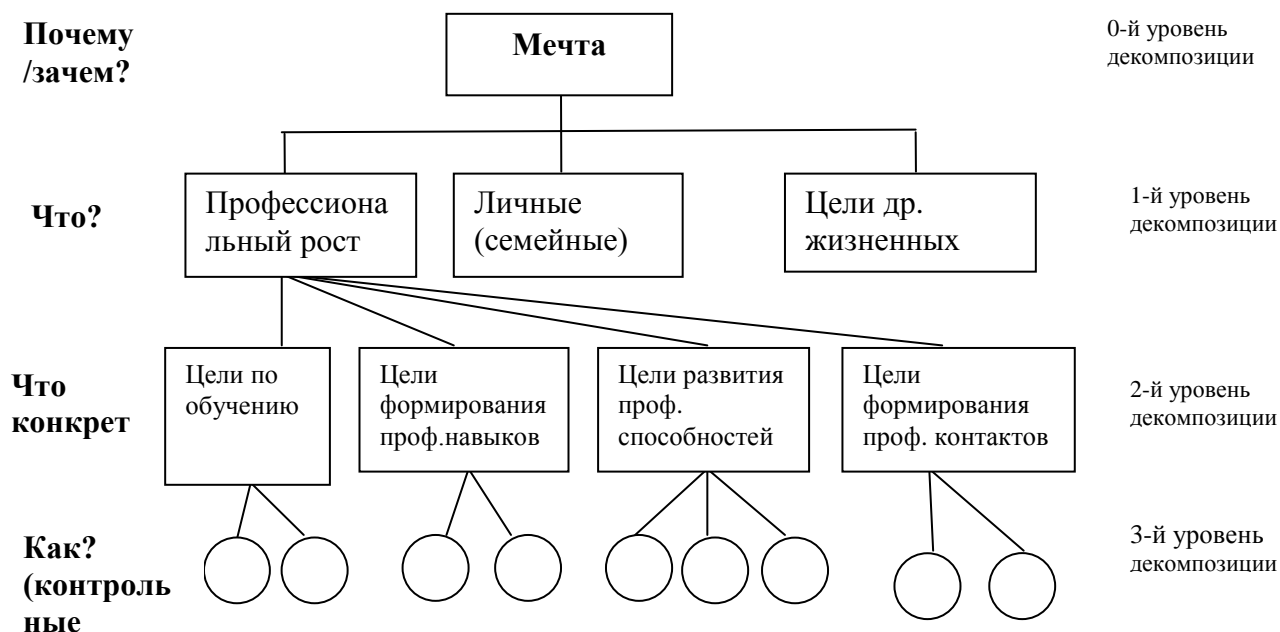 Почему
/зачем?
Мечта
0-й уровень
декомпозиции
Что?
Профессиона
льный рост
Личные
(семейные)
Цели др.
жизненных
1-й уровень
декомпозиции
Что
конкрет
Цели по
обучению
Цели
формирования
проф.навыков
Цели развития
проф.
способностей
Цели
формирования
проф. контактов
2-й уровень
декомпозиции
Как?
(контроль
ные
3-й уровень
декомпозиции